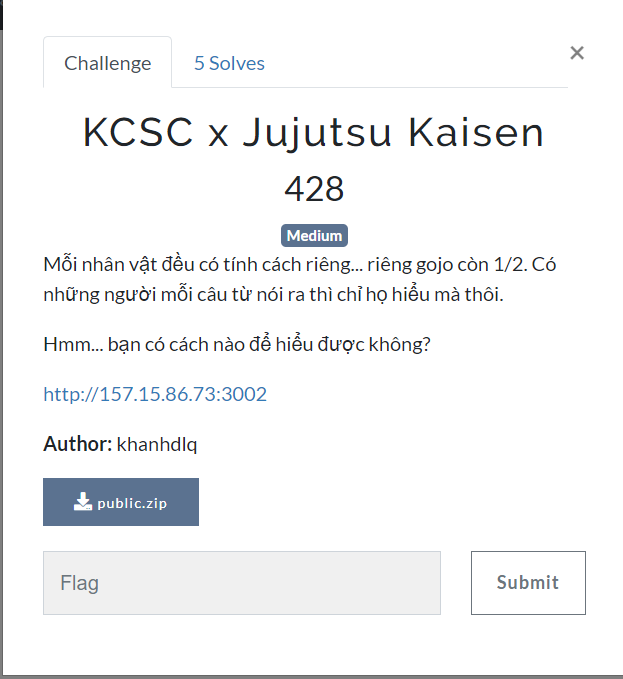 Challenge
5 Solves
×
KCSC x Jujutsu Kaisen
428
Medium
Mỗi nhân vật đều có tính cách riêng... riêng gojo còn 1/2. Có
những người mỗi câu từ nói ra thì chỉ họ hiểu mà thôi.
Hmm... bạn có cách nào để hiểu được không?
http://157.15.86.73:3002
Author: khanhdlq
public.zip
Flag
Submit